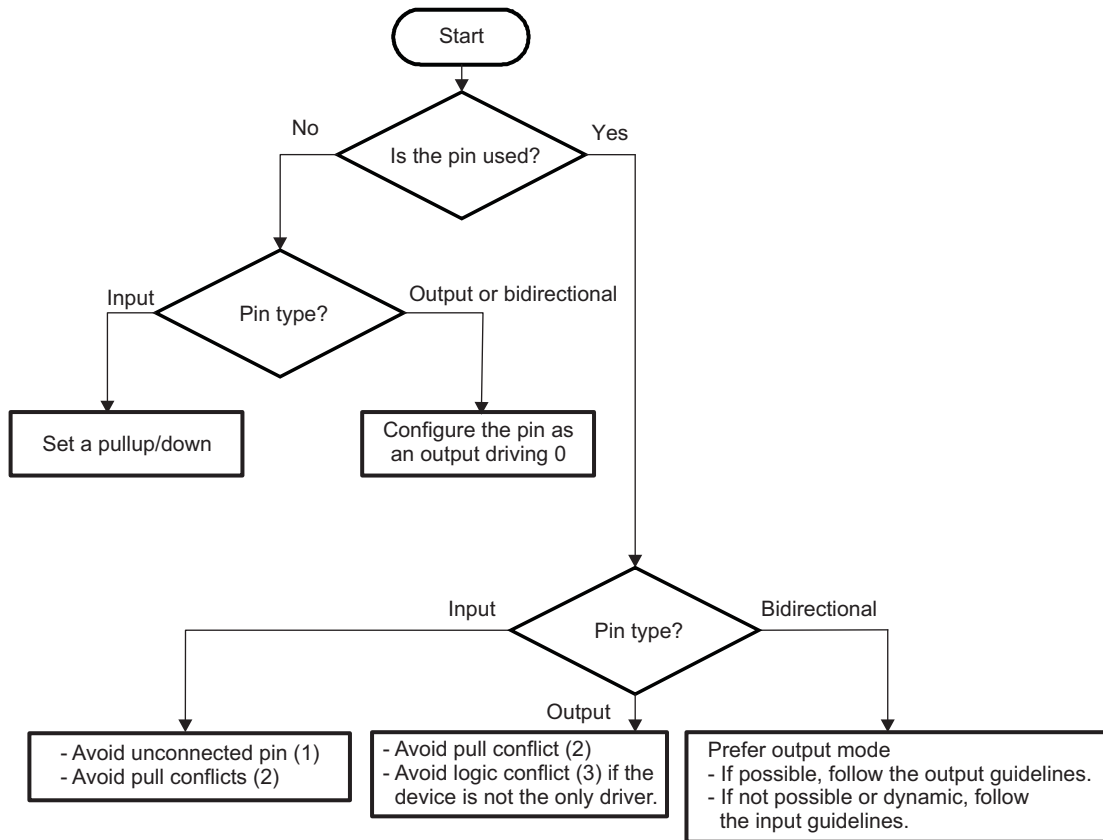 Start
No
Yes
Is the pin used?
Input
Output or bidirectional
Pin type?
Set a pullup/down
Configure the pin as
an output driving 0
Input
Bidirectional
Pin type?
Output
- Avoid unconnected pin (1)
- Avoid pull conflicts (2)
- Avoid pull conflict (2)
- Avoid logic conflict (3) if the
device is not the only driver.
Prefer output mode
- If possible, follow the output guidelines.
- If not possible or dynamic, follow
the input guidelines.